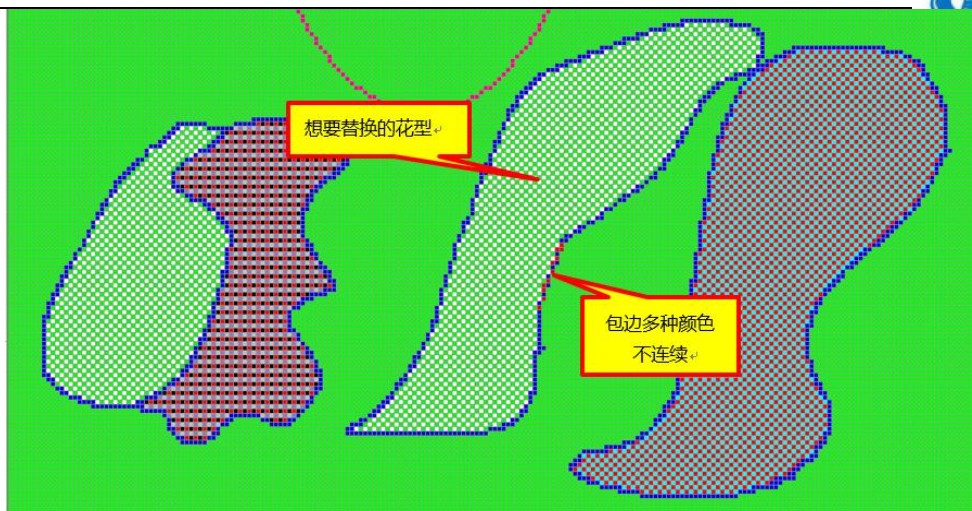 想要替换的花型
包边多种颜色
不连续